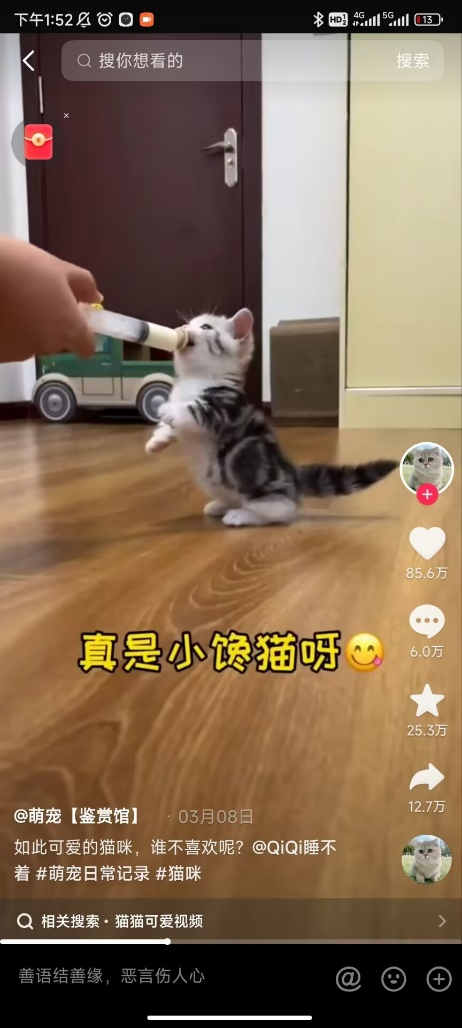 下午1:52
HD
4G
5G
13
搜你想看的
搜索
×
真是小馋猫呀😋
85.6万
6.0万
25.3万
12.7万
@萌宠【鉴赏馆】 · 03月08日
如此可爱的猫咪，谁不喜欢呢？@QiQi睡不
着 #萌宠日常记录 #猫咪
相关搜索 · 猫猫可爱视频
善语结善缘，恶言伤人心